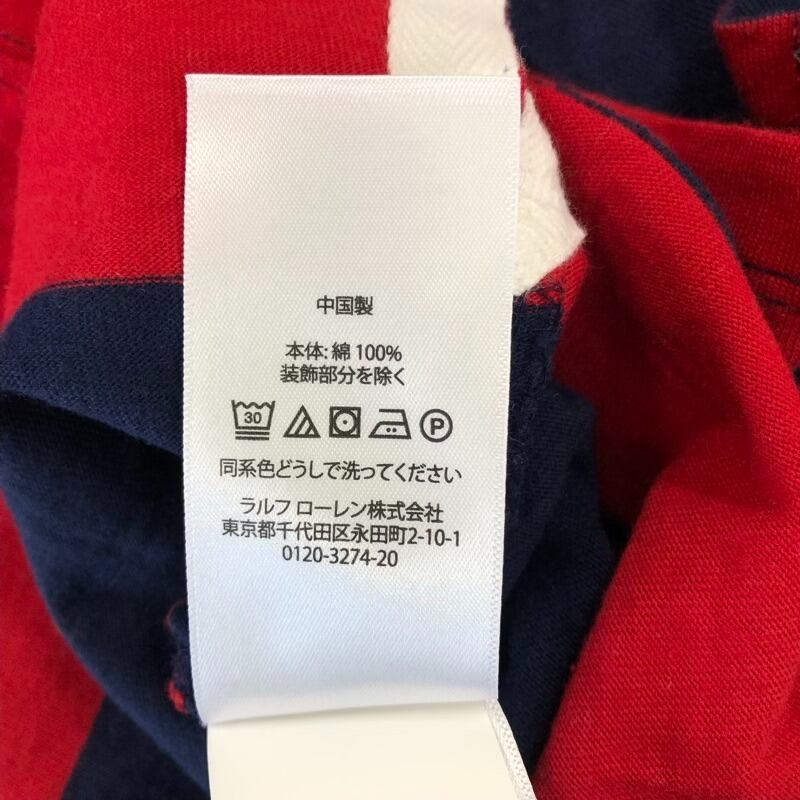 中国製
本体: 綿 100%
装飾部分を除く
30 P
同系色どうしで洗ってください
ラルフ ローレン株式会社
東京都千代田区永田町2-10-1
0120-3274-20